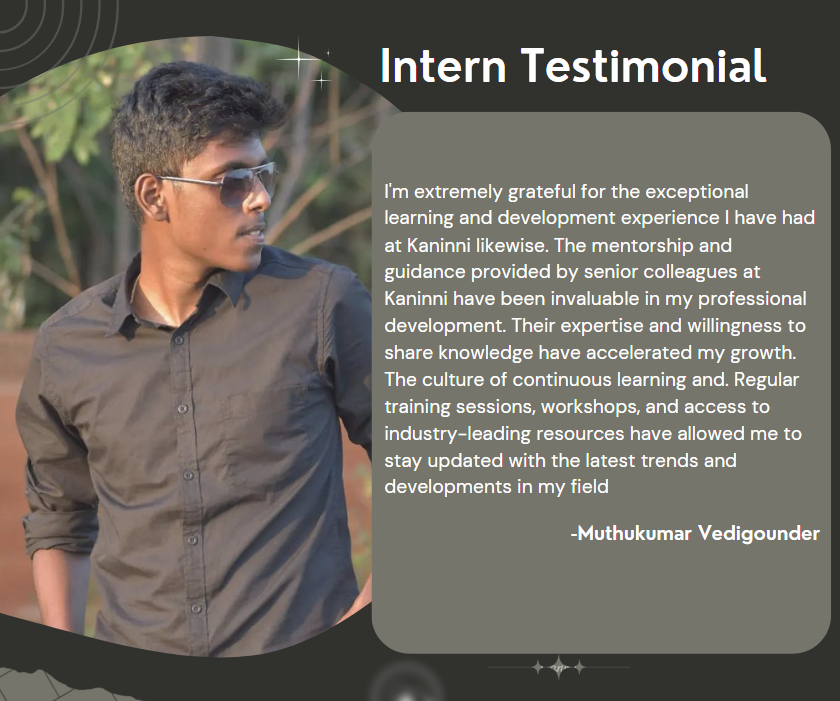 Intern Testimonial
I'm extremely grateful for the exceptional
learning and development experience I have had
at Kaninni likewise. The mentorship and
guidance provided by senior colleagues at
Kaninni have been invaluable in my professional
development. Their expertise and willingness to
share knowledge have accelerated my growth.
The culture of continuous learning and. Regular
training sessions, workshops, and access to
industry-leading resources have allowed me to
stay updated with the latest trends and
developments in my field
-Muthukumar Vedigounder